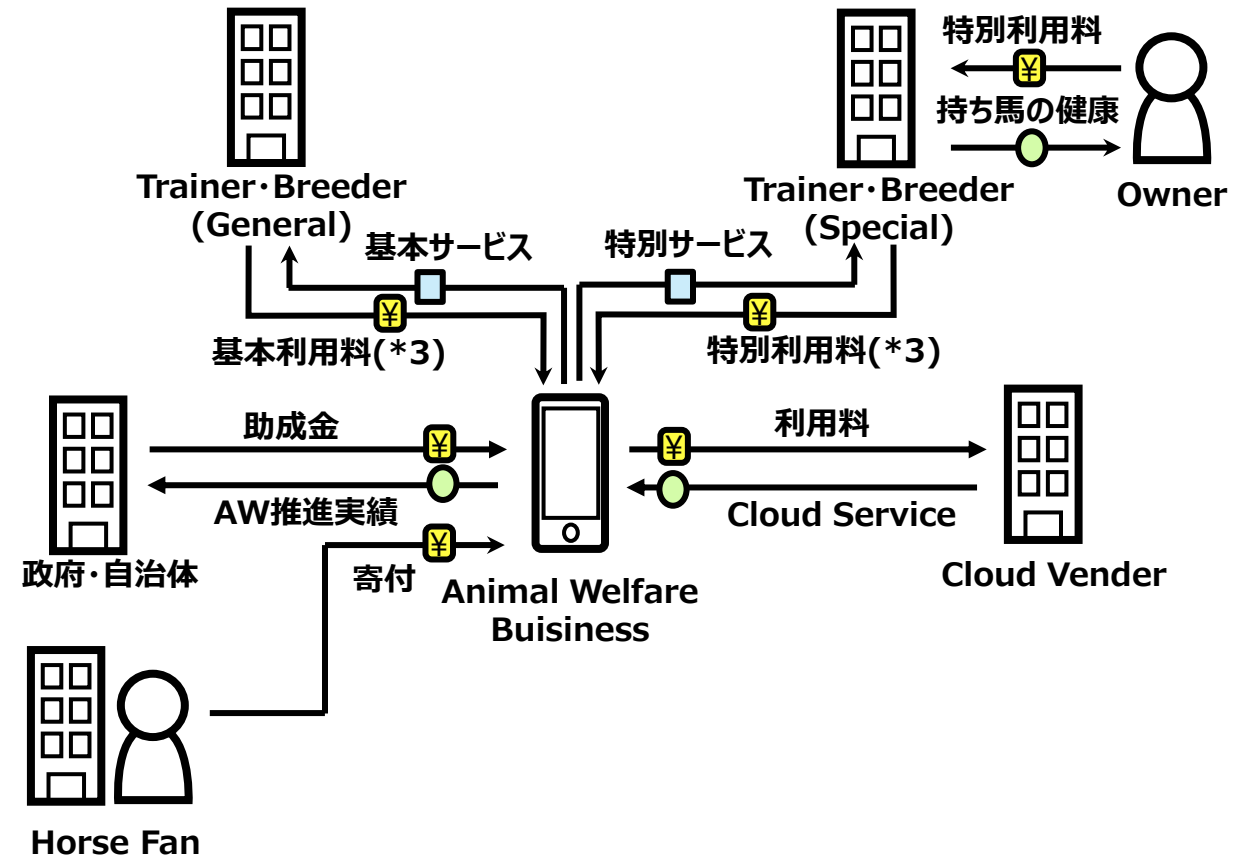 特別利用料
¥
持ち馬の健康
Owner
Trainer･Breeder
(General)
Trainer･Breeder
(Special)
基本サービス
特別サービス
¥
¥
基本利用料(*3)
特別利用料(*3)
助成金
¥
利用料
¥
AW推進実績
Cloud Service
政府･自治体
¥
寄付
Animal Welfare
Buisiness
Cloud Vender
Horse Fan